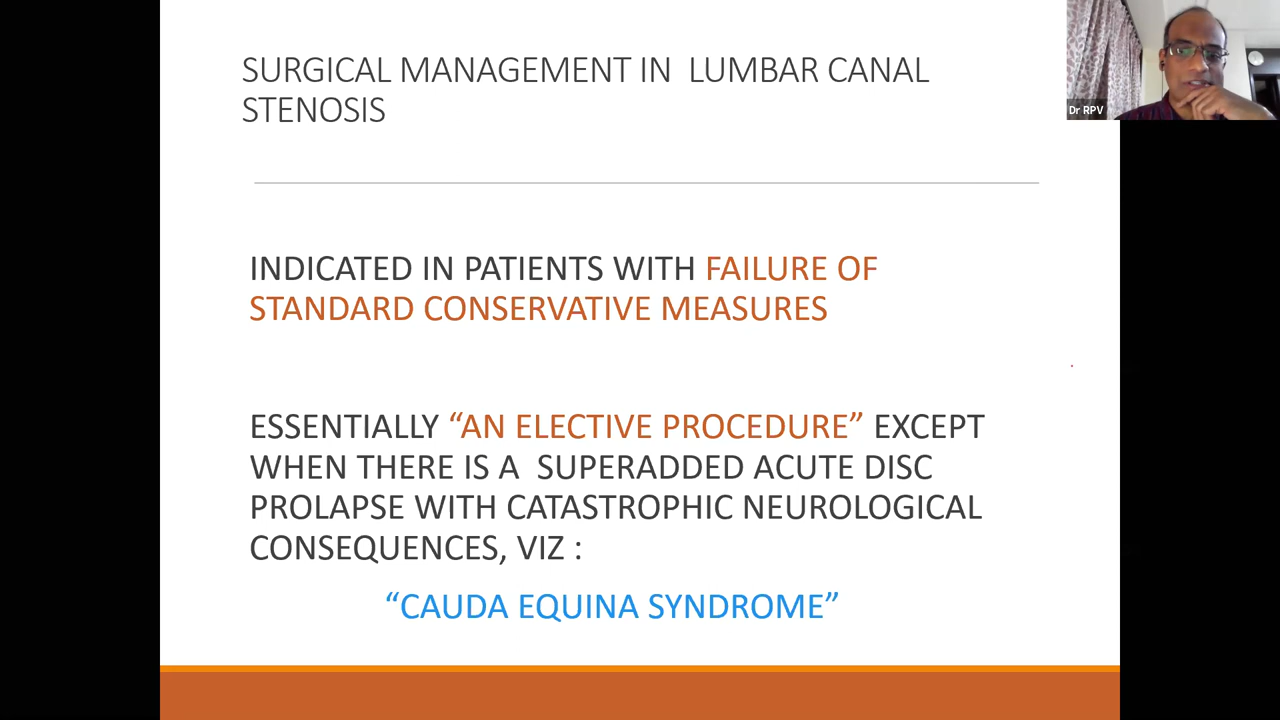 SURGICAL MANAGEMENT IN LUMBAR CANAL
STENOSIS
Dr RPV
INDICATED IN PATIENTS WITH FAILURE OF
STANDARD CONSERVATIVE MEASURES
ESSENTIALLY “AN ELECTIVE PROCEDURE” EXCEPT
WHEN THERE IS A SUPERADDED ACUTE DISC
PROLAPSE WITH CATASTROPHIC NEUROLOGICAL
CONSEQUENCES, VIZ :
“CAUDA EQUINA SYNDROME”